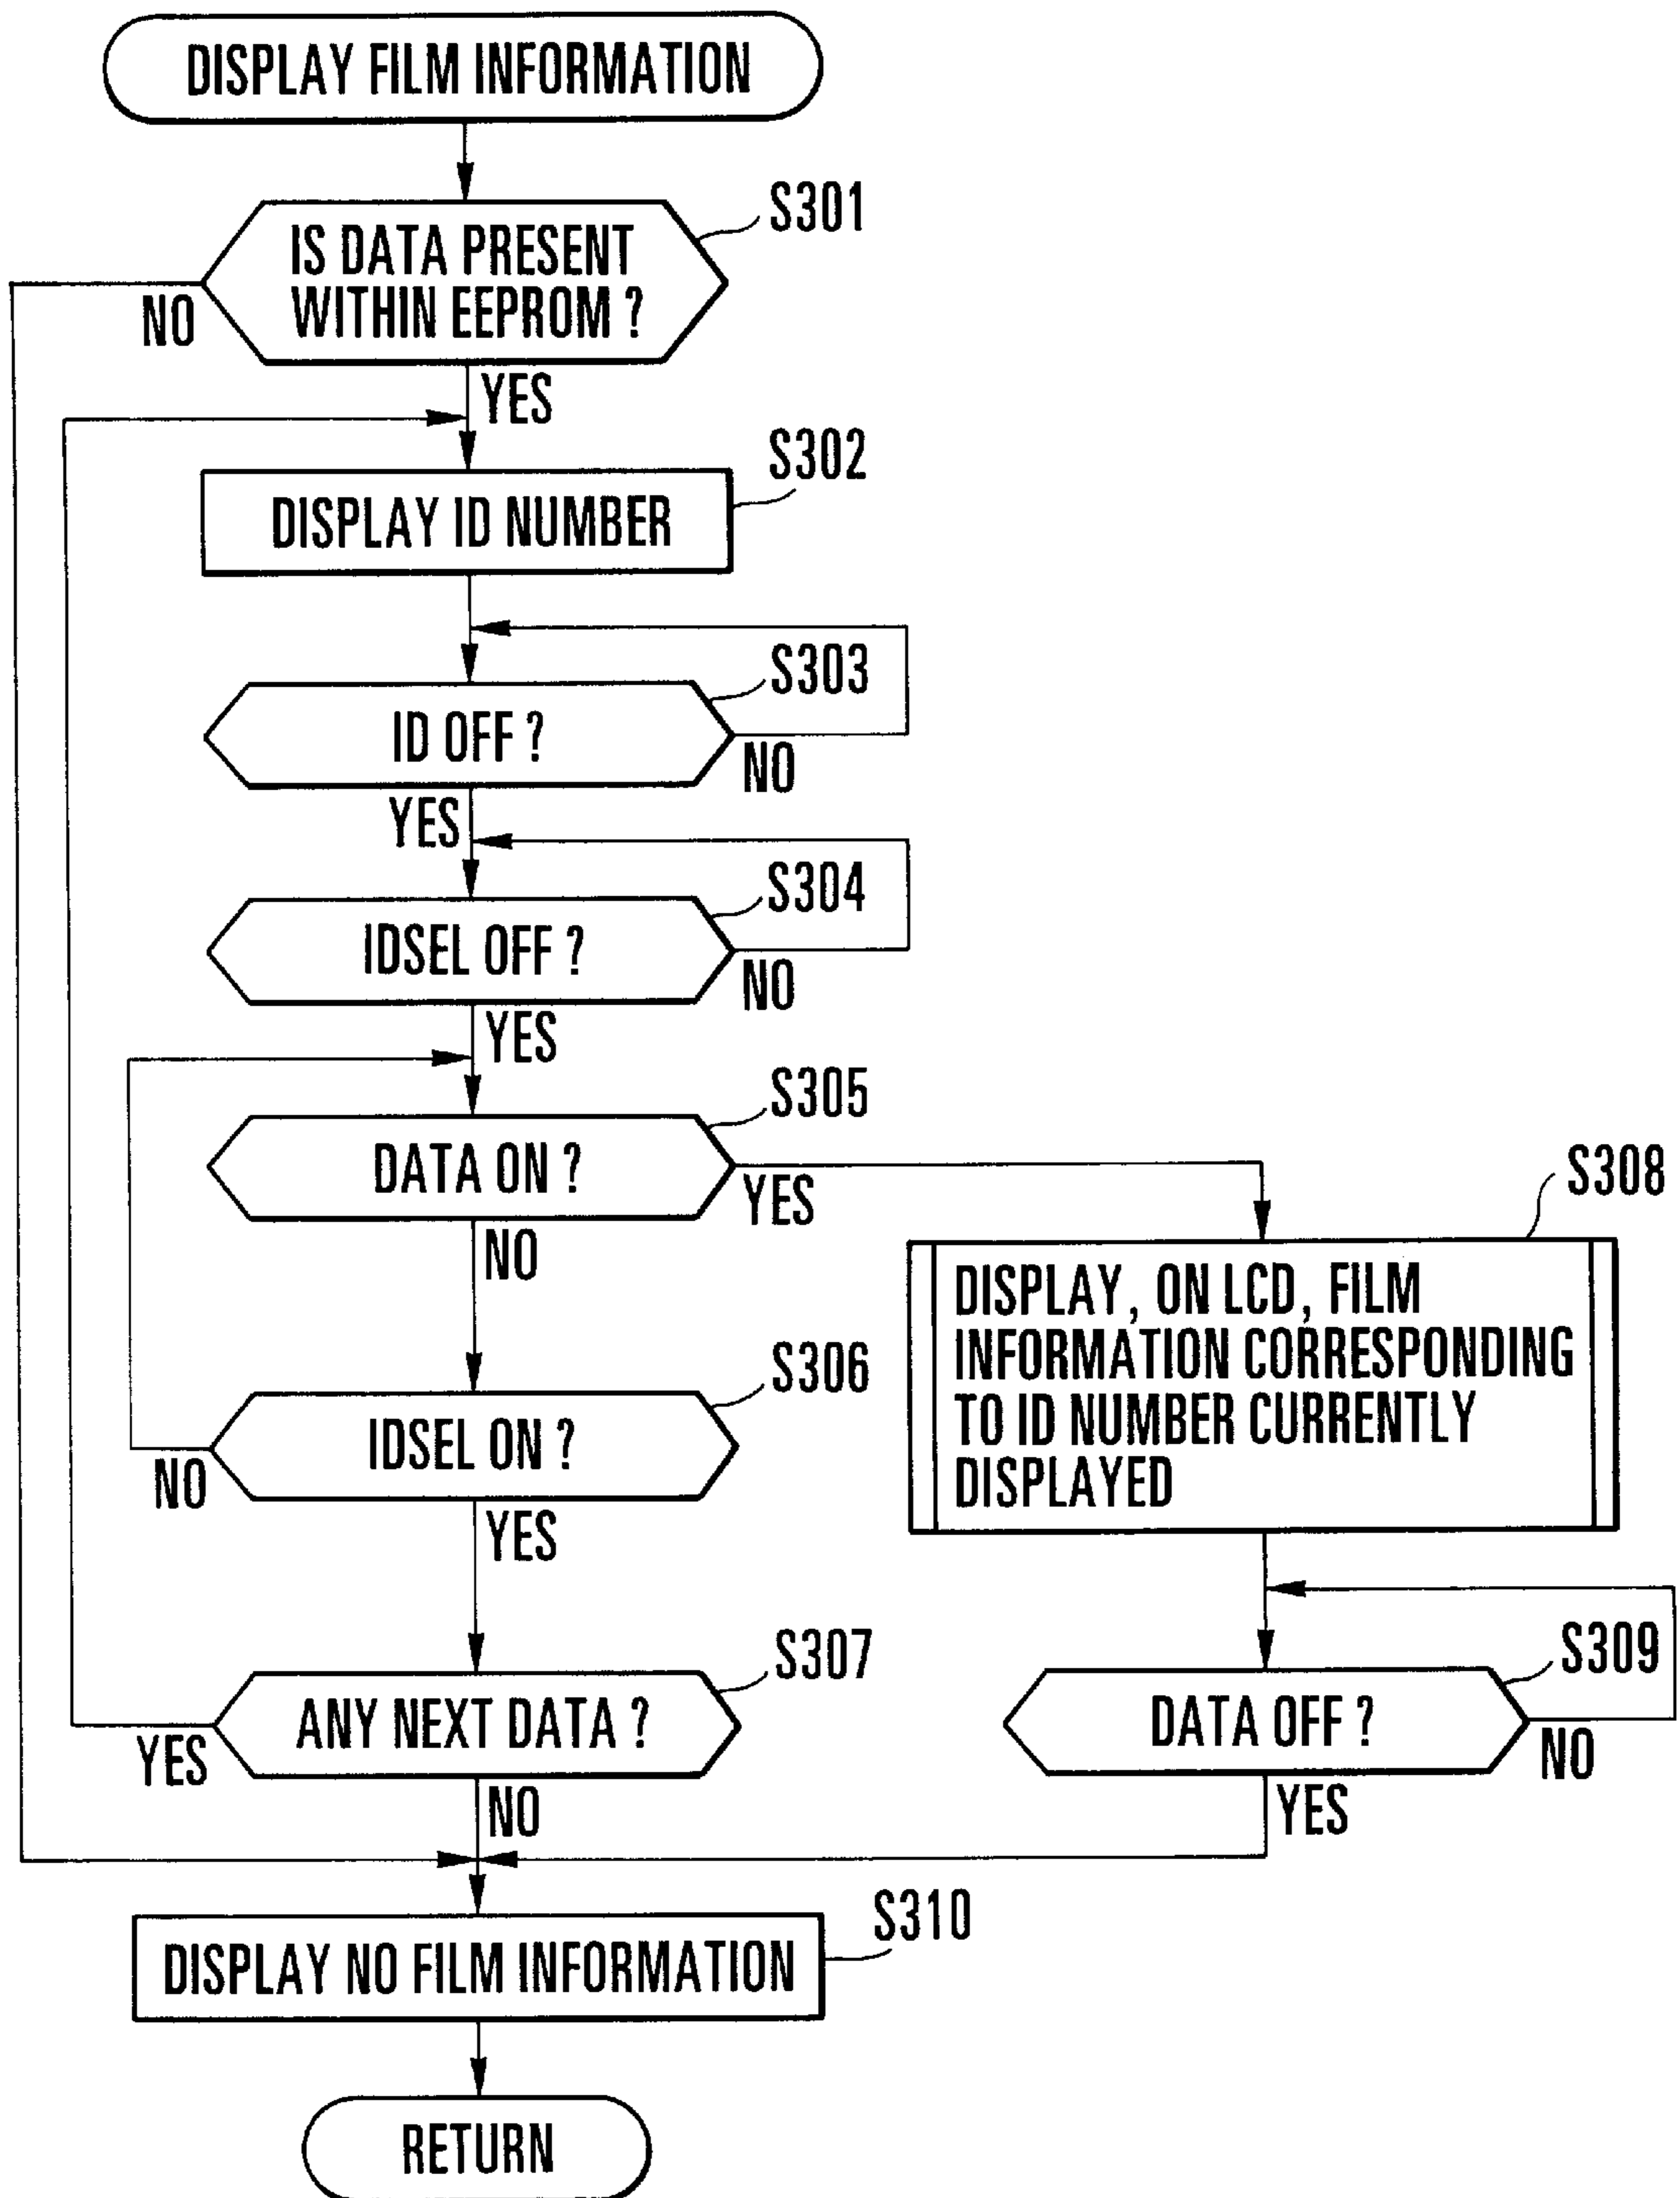 DISPLAY FILM INFORMATION
S301
IS DATA PRESENT
WITHIN EEPROM ?
NO
YES
S302
DISPLAY ID NUMBER
S303
ID OFF ?
NO
YES
S304
IDSEL OFF ?
NO
YES
S305
DATA ON ?
YES
NO
S308
DISPLAY, ON LCD, FILM
INFORMATION CORRESPONDING
TO ID NUMBER CURRENTLY
DISPLAYED
S306
IDSEL ON ?
NO
YES
S307
ANY NEXT DATA ?
YES
NO
S309
DATA OFF ?
NO
YES
S310
DISPLAY NO FILM INFORMATION
RETURN